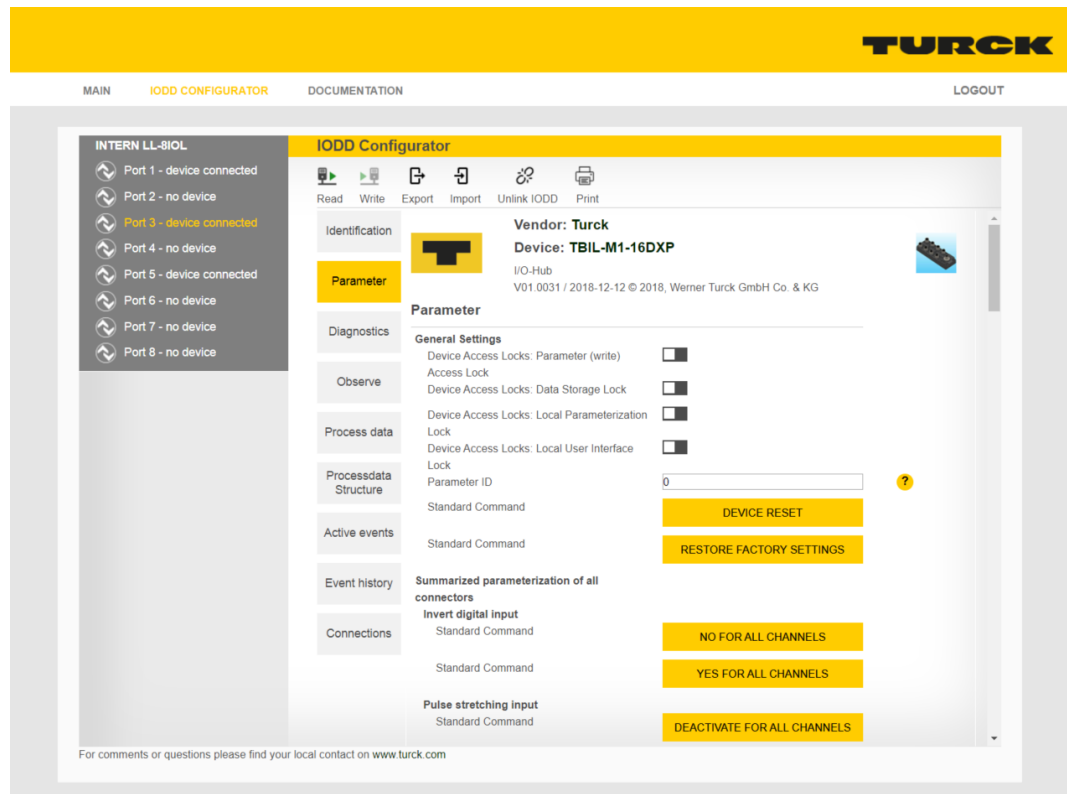 TURCK
MAIN IODD CONFIGURATOR DOCUMENTATION LOGOUT
INTERN LL-8IOL
Port 1 - device connected
Port 2 - no device
Port 3 - device connected
Port 4 - no device
Port 5 - device connected
Port 6 - no device
Port 7 - no device
Port 8 - no device
IODD Configurator
Read Write Export Import Unlink IODD Print
Identification
Parameter
Diagnostics
Observe
Process data
Processdata
Structure
Active events
Event history
Connections
Vendor: Turck
Device: TBIL-M1-16DXP
I/O-Hub
V01.0031 / 2018-12-12 © 2018, Werner Turck GmbH Co. & KG
Parameter
General Settings
Device Access Locks: Parameter (write)
Access Lock
Device Access Locks: Data Storage Lock
Device Access Locks: Local Parameterization
Lock
Device Access Locks: Local User Interface
Lock
Parameter ID 0 ?
Standard Command DEVICE RESET
Standard Command RESTORE FACTORY SETTINGS
Summarized parameterization of all
connectors
Invert digital input
Standard Command NO FOR ALL CHANNELS
Standard Command YES FOR ALL CHANNELS
Pulse stretching input
Standard Command DEACTIVATE FOR ALL CHANNELS
For comments or questions please find your local contact on www.turck.com